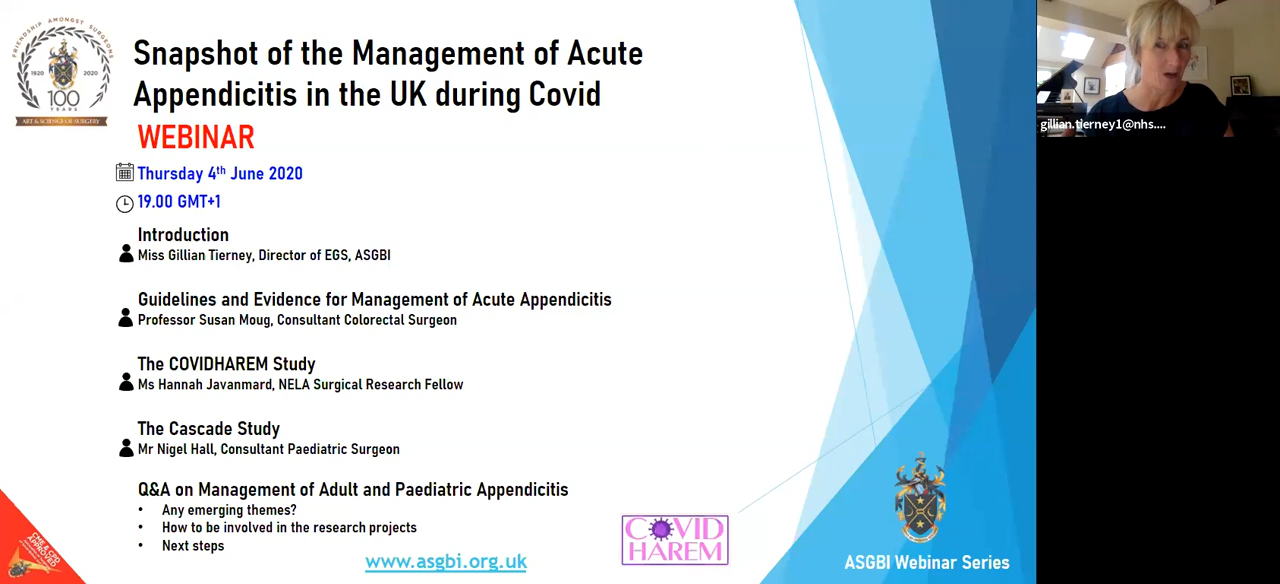 FRIENDSHIP AMONGST SURGEONS
1920 2020
100
YEARS
ART & SCIENCE OF SURGERY
Snapshot of the Management of Acute
Appendicitis in the UK during Covid
WEBINAR
Thursday 4th June 2020
19.00 GMT+1
Introduction
Miss Gillian Tierney, Director of EGS, ASGBI
Guidelines and Evidence for Management of Acute Appendicitis
Professor Susan Moug, Consultant Colorectal Surgeon
The COVIDHAREM Study
Ms Hannah Javanmard, NELA Surgical Research Fellow
The Cascade Study
Mr Nigel Hall, Consultant Paediatric Surgeon
Q&A on Management of Adult and Paediatric Appendicitis
• Any emerging themes?
• How to be involved in the research projects
• Next steps
CME & CPD
APPROVED
www.asgbi.org.uk
COVID
HAREM
ASGBI Webinar Series
gillian.tierney1@nhs....